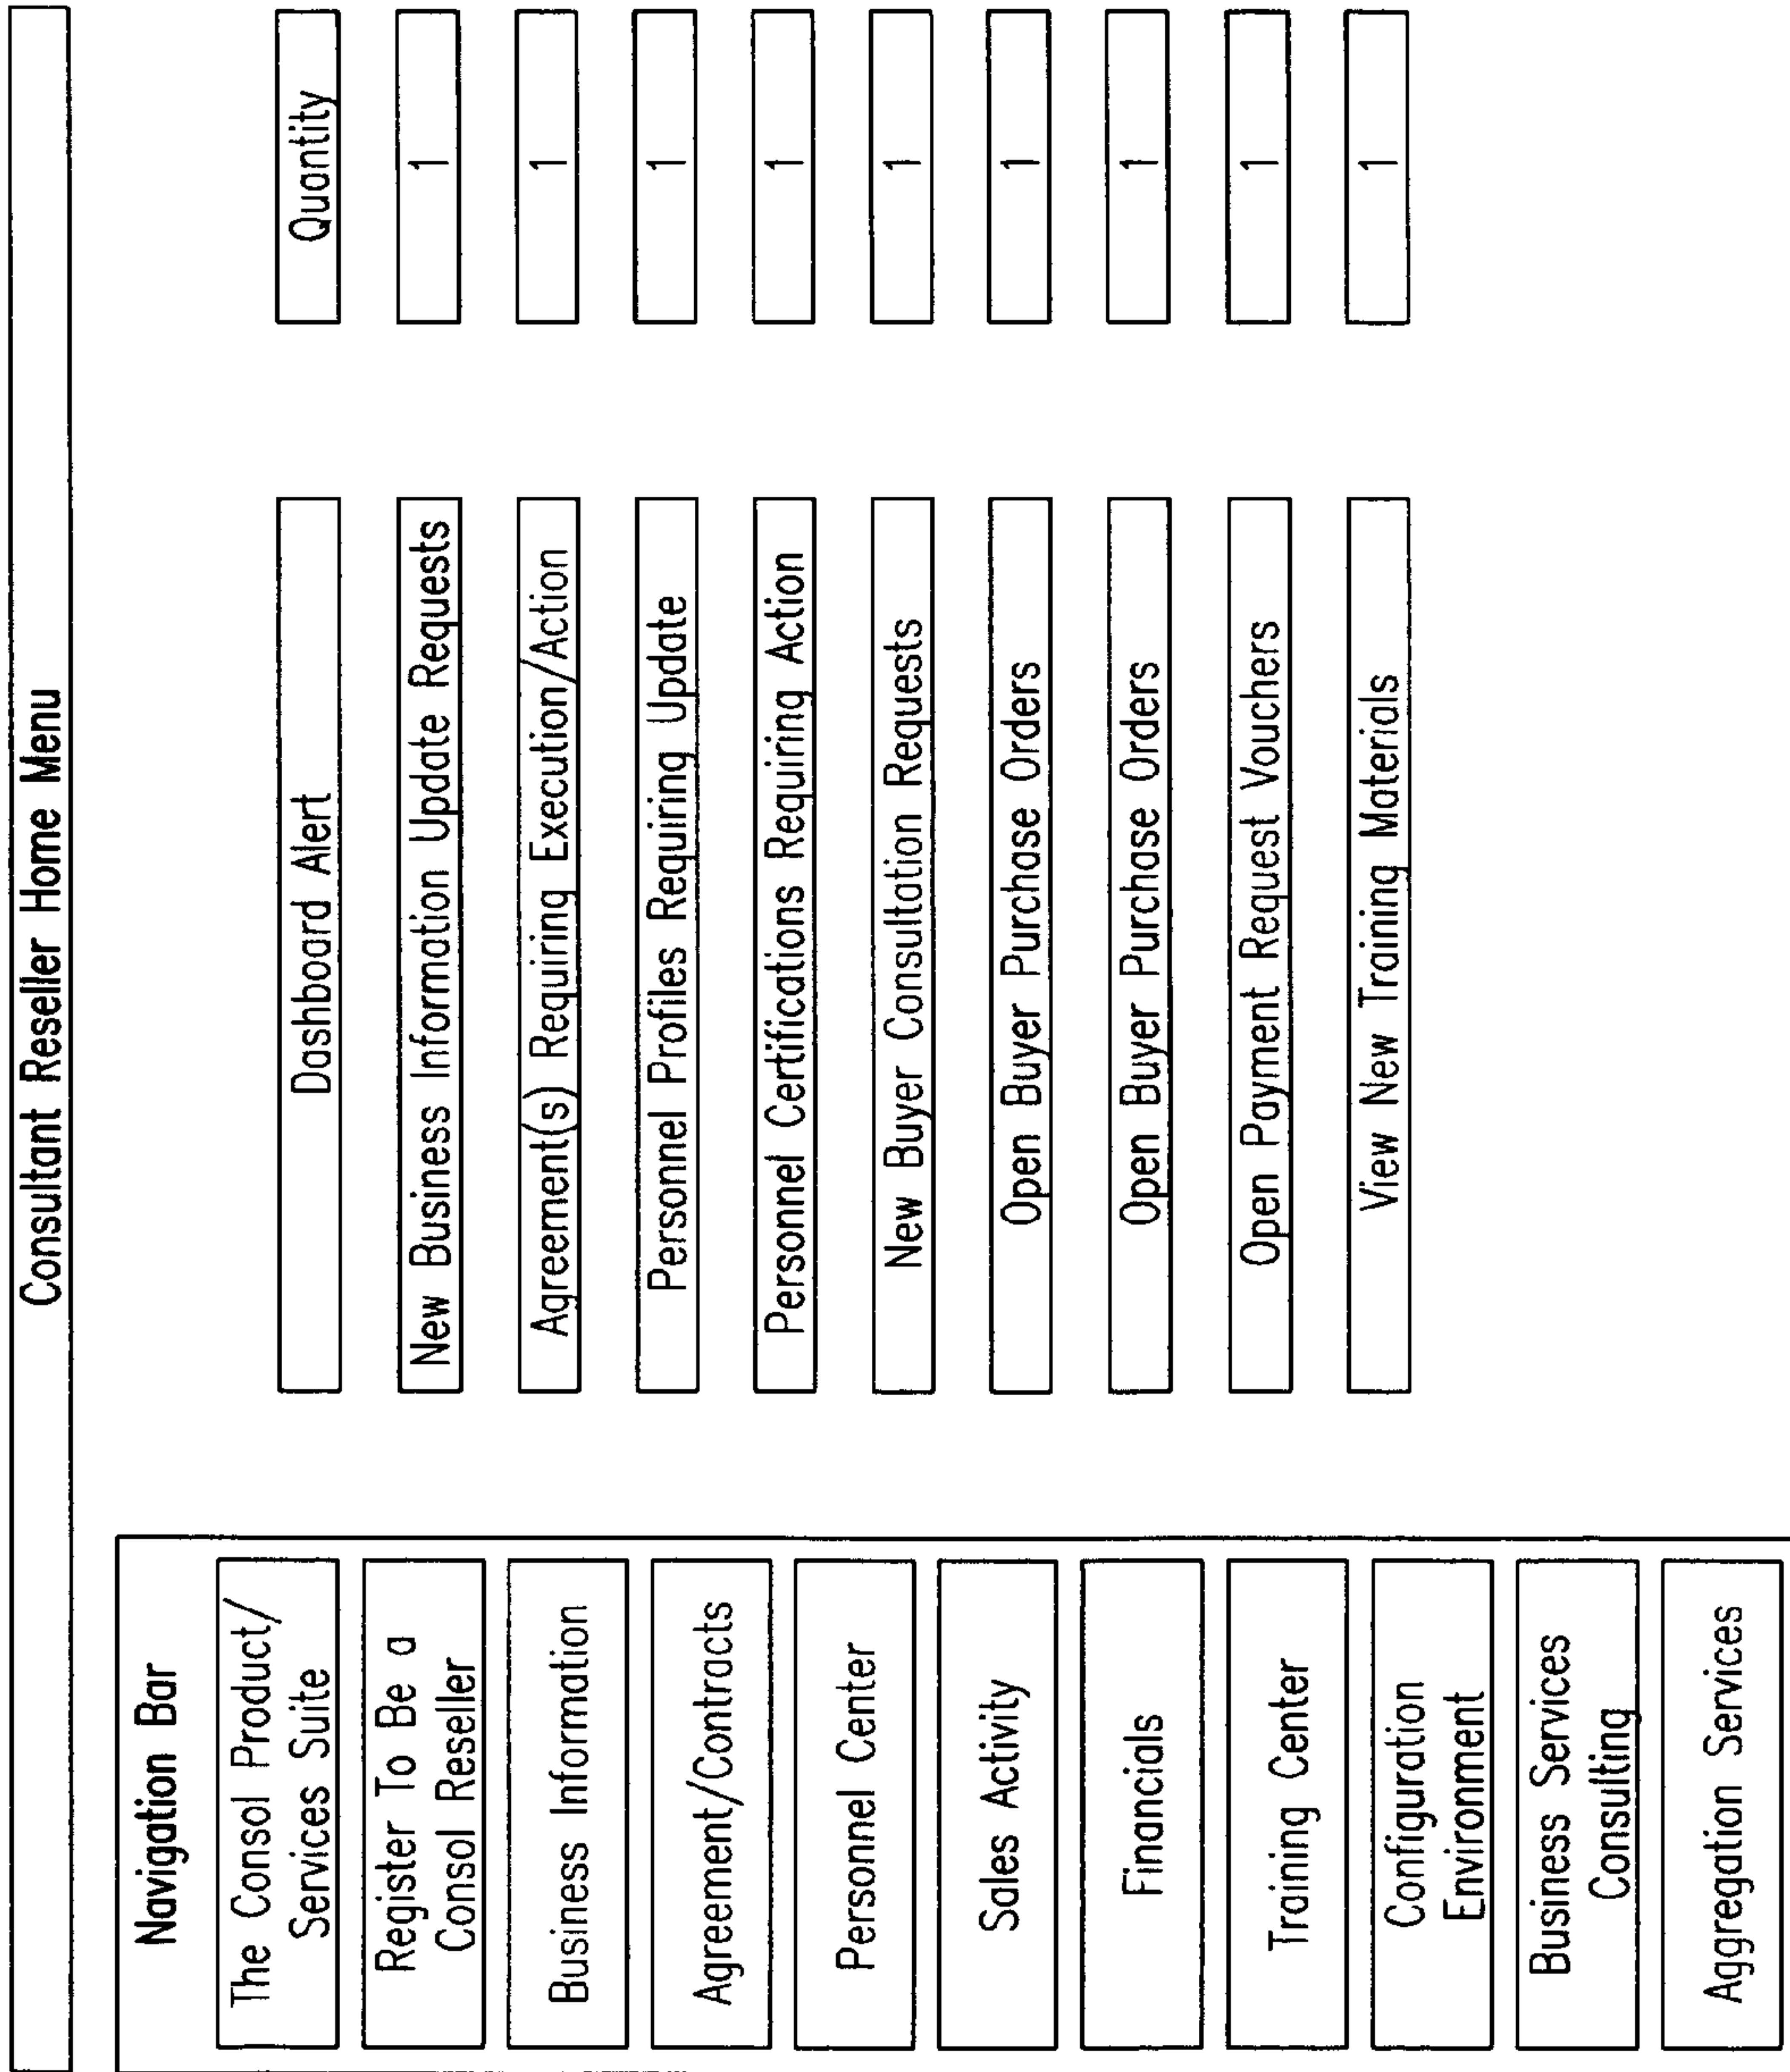 Consultant Reseller Home Menu
Navigation Bar
The Consol Product/
Services Suite
Register To Be a
Consol Reseller
Business Information
Agreement/Contracts
Personnel Center
Sales Activity
Financials
Training Center
Configuration
Environment
Business Services
Consulting
Aggregation Services
Dashboard Alert
Quantity
New Business Information Update Requests
1
Agreement(s) Requiring Execution/Action
1
Personnel Profiles Requiring Update
1
Personnel Certifications Requiring Action
1
New Buyer Consultation Requests
1
Open Buyer Purchase Orders
1
Open Buyer Purchase Orders
1
Open Payment Request Vouchers
1
View New Training Materials
1